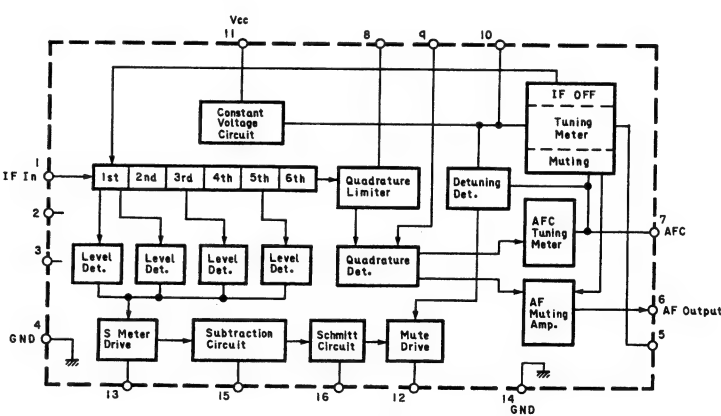 Vcc
11
8
9
10
IF OFF
Tuning
Meter
Muting
Constant
Voltage
Circuit
1
IF In
1st 2nd 3rd 4th 5th 6th
Quadrature
Limiter
Detuning
Det.
2
3
Level
Det.
Level
Det.
Level
Det.
Level
Det.
Quadrature
Det.
AFC
Tuning
Meter
7
AFC
AF
Muting
Amp.
6
AF Output
5
4
GND
S Meter
Drive
Subtraction
Circuit
Schmitt
Circuit
Mute
Drive
13
15
16
12
14
GND